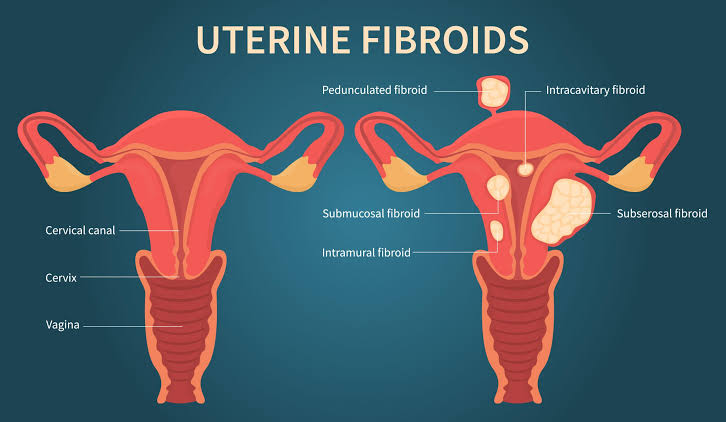 UTERINE FIBROIDS
Pedunculated fibroid
Intracavitary fibroid
Submucosal fibroid
Subserosal fibroid
Cervical canal
Intramural fibroid
Cervix
Vagina